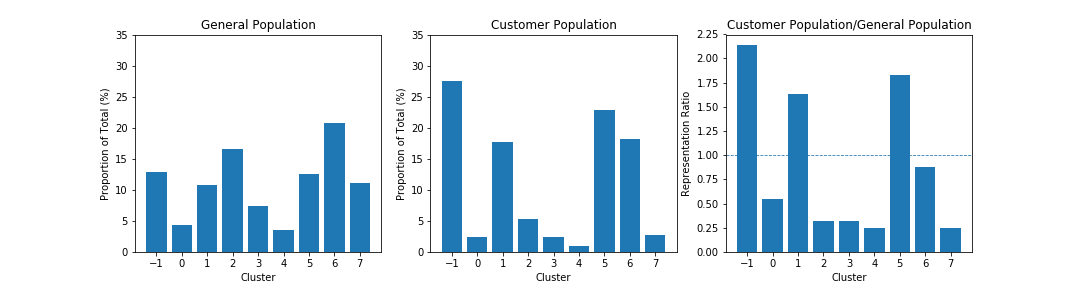 General Population
Customer Population
Customer Population/General Population
Proportion of Total (%)
35
30
25
20
15
10
5
0
−1 0 1 2 3 4 5 6 7
Cluster
Proportion of Total (%)
35
30
25
20
15
10
5
0
−1 0 1 2 3 4 5 6 7
Cluster
Representation Ratio
2.25
2.00
1.75
1.50
1.25
1.00
0.75
0.50
0.25
0.00
−1 0 1 2 3 4 5 6 7
Cluster